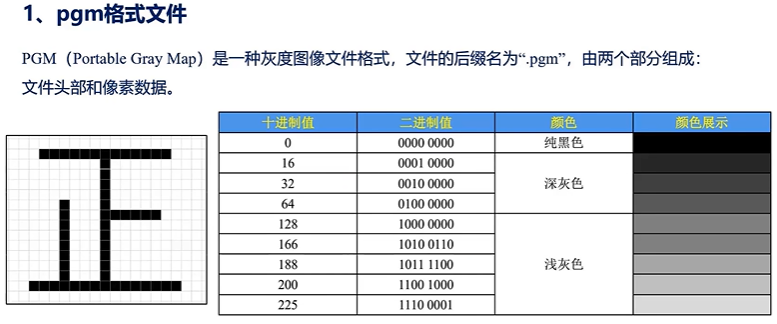 1、pgm格式文件
PGM（Portable Gray Map）是一种灰度图像文件格式，文件的后缀名为“.pgm”，由两个部分组成：
文件头部和像素数据。
正
十进制值 二进制值 颜色 颜色展示
0 0000 0000 纯黑色
16 0001 0000
32 0010 0000 深灰色
64 0100 0000
128 1000 0000
166 1010 0110
188 1011 1100 浅灰色
200 1100 1000
225 1110 0001